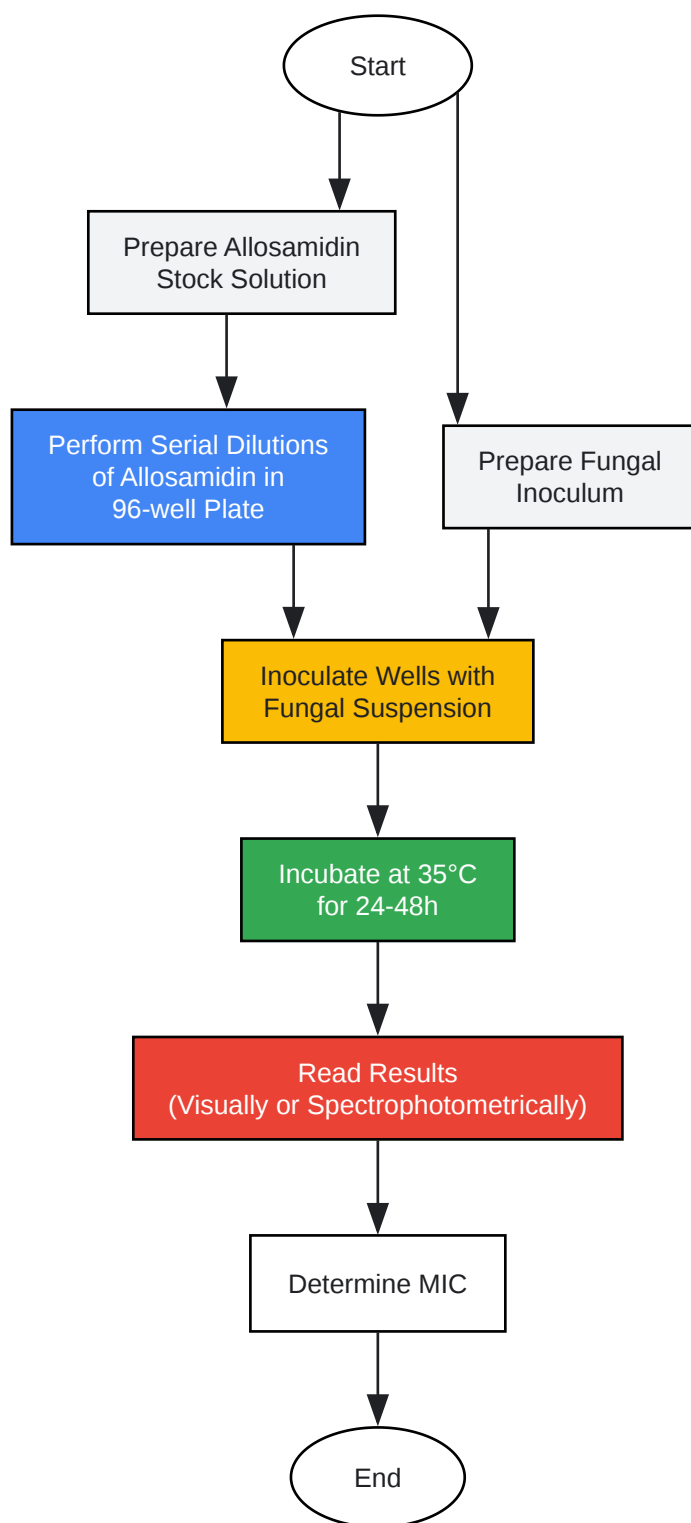 Start
Prepare Allosamidin
Stock Solution
Perform Serial Dilutions
of Allosamidin in
96-well Plate
Prepare Fungal
Inoculum
Inoculate Wells with
Fungal Suspension
Incubate at 35°C
for 24-48h
Read Results
(Visually or Spectrophotometrically)
Determine MIC
End